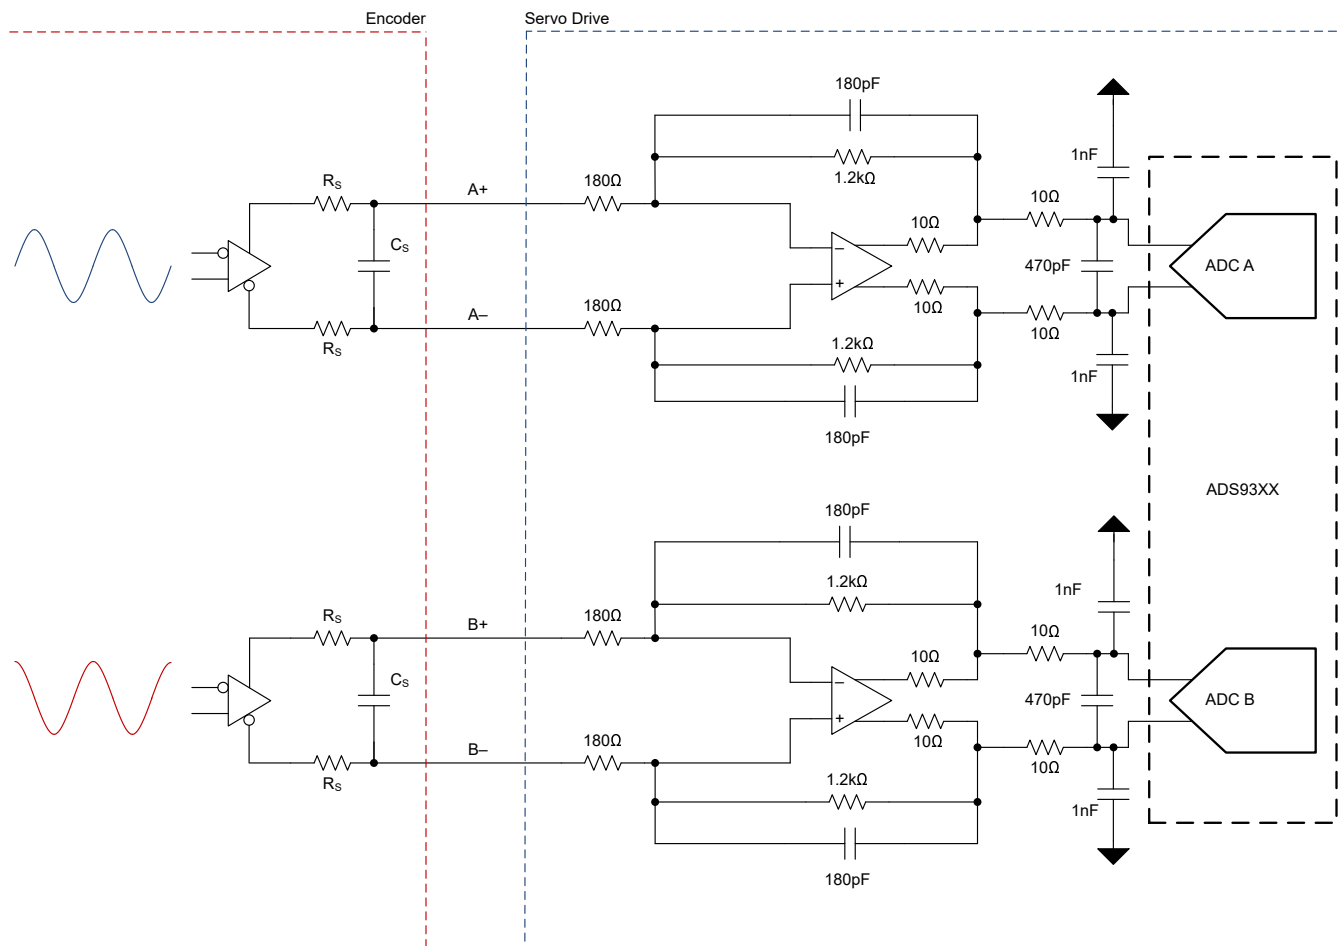 Encoder
Servo Drive
180pF
1.2kΩ
1nF
RS
A+
180Ω
10Ω
10Ω
CS
−
+
470pF
ADC A
RS
A–
180Ω
10Ω
10Ω
1.2kΩ
180pF
1nF
ADS93XX
180pF
1.2kΩ
1nF
RS
B+
180Ω
10Ω
10Ω
CS
−
+
470pF
ADC B
RS
B–
180Ω
10Ω
10Ω
1.2kΩ
180pF
1nF